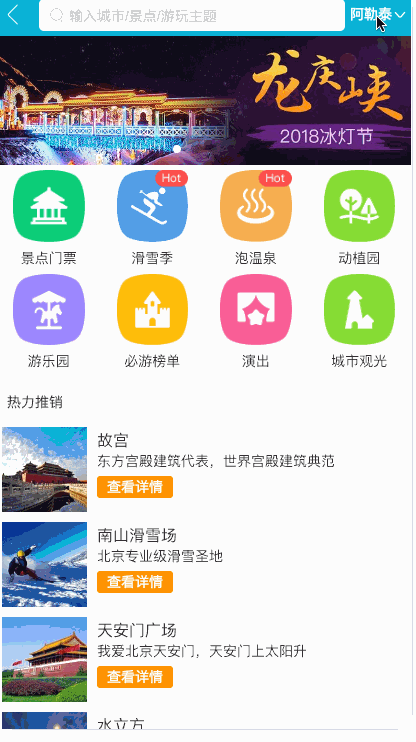 输入城市/景点/游玩主题
阿勒泰
龙庆峡
2018冰灯节
Hot
Hot
景点门票
滑雪季
泡温泉
动植园
游乐园
必游榜单
演出
城市观光
热力推销
故宫
东方宫殿建筑代表，世界宫殿建筑典范
查看详情
南山滑雪场
北京专业级滑雪圣地
查看详情
天安门广场
我爱北京天安门，天安门上太阳升
查看详情
水立方